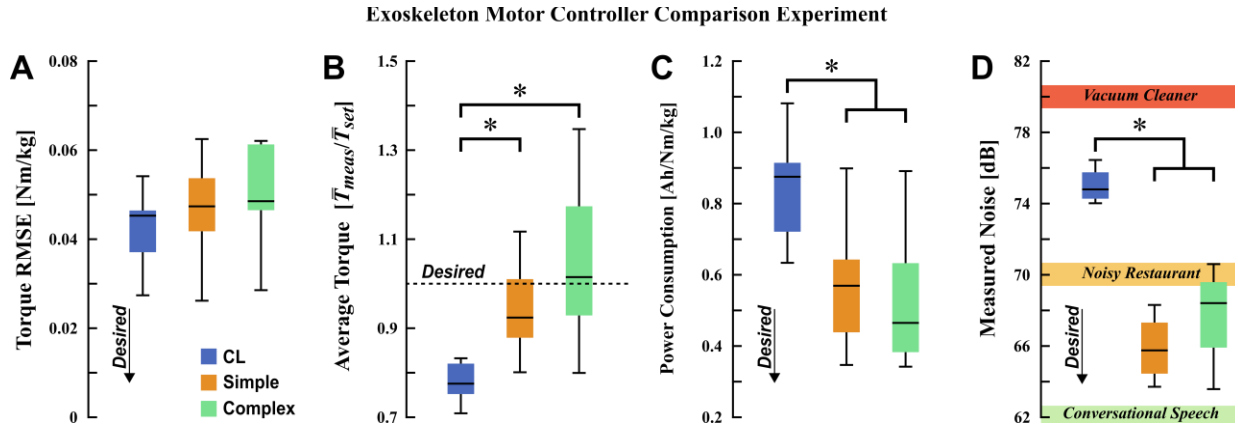 Exoskeleton Motor Controller Comparison Experiment
A
Torque RMSE [Nm/kg]
0.08
0.06
0.04
0.02
0
Desired
CL
Simple
Complex
B
Average Torque [T̅meas/T̅set]
1.5
1.3
1.1
0.9
0.7
Desired
*
*
C
Power Consumption [Ah/Nm/kg]
1.2
1.0
0.8
0.6
0.4
0.2
Desired
*
D
Measured Noise [dB]
82
78
74
70
66
62
Vacuum Cleaner
*
Noisy Restaurant
Desired
Conversational Speech